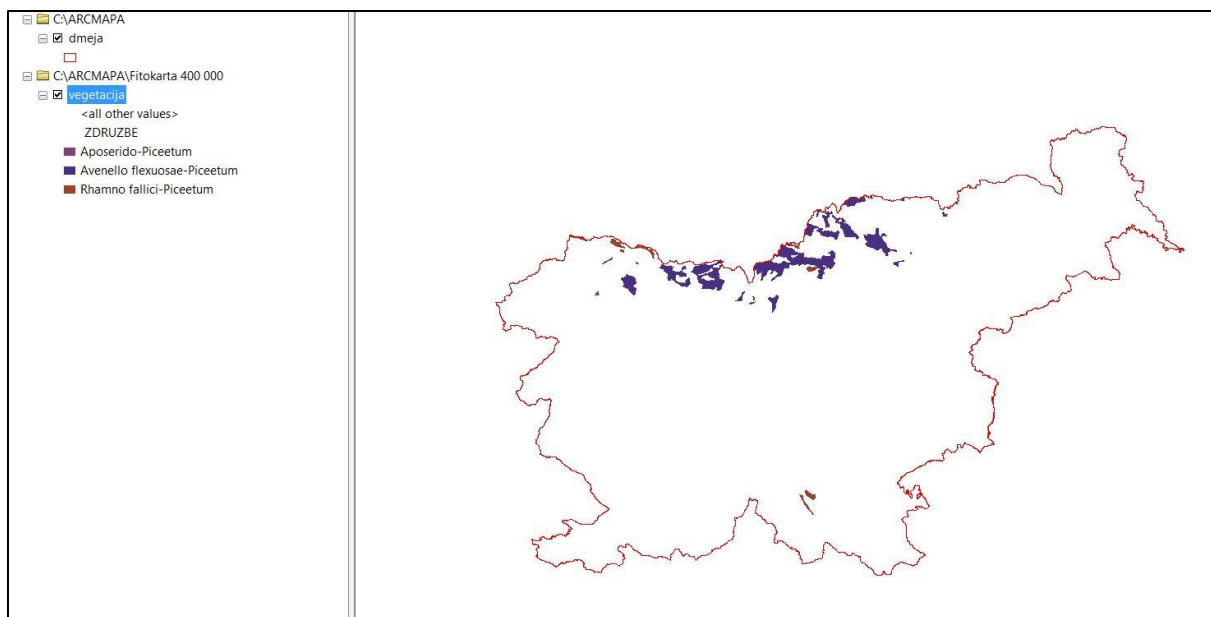 C:\ARCMAPA
dmeja
C:\ARCMAPA\Fitokarta 400 000
vegetacija
<all other values>
ZDRUZBE
Aposerido-Piceetum
Avenello flexuosae-Piceetum
Rhamno fallici-Piceetum